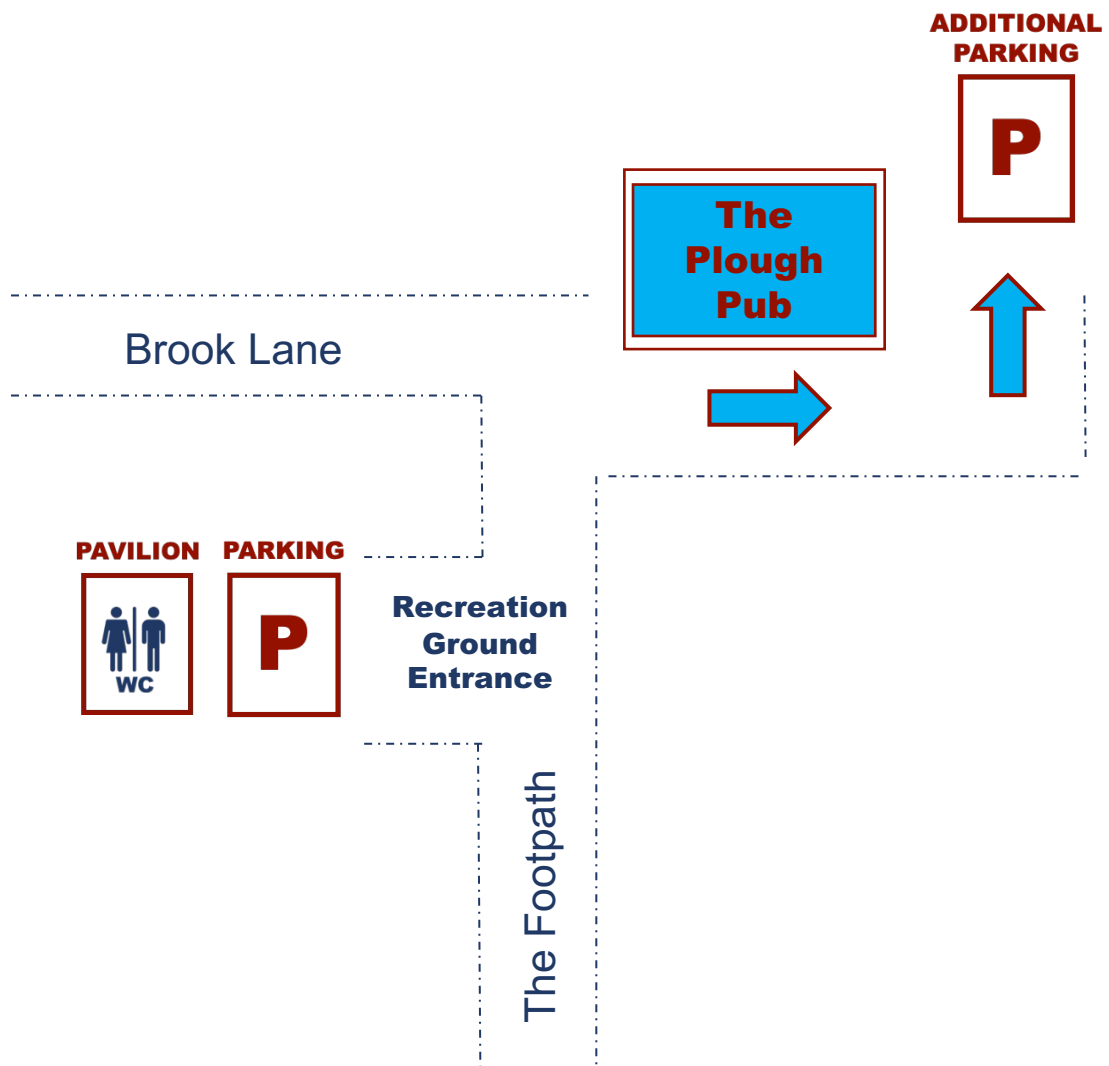 ADDITIONAL
PARKING
P
The
Plough
Pub
Brook Lane
PAVILION
WC
PARKING
P
Recreation
Ground
Entrance
The Footpath